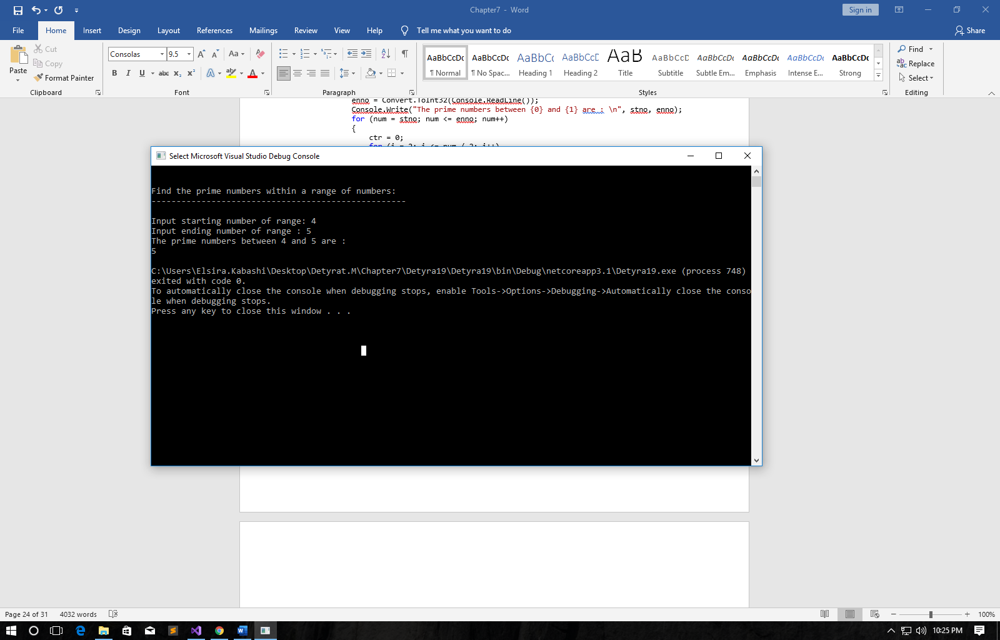 Chapter7 - Word
Sign in
File Home Insert Design Layout References Mailings Review View Help Tell me what you want to do Share
Paste
Cut
Copy
Format Painter
Clipboard
Consolas 9.5
Font
Paragraph
AaBbCcDc AaBbCcDc AaBbCc AaBbCcD AaB AaBbCcD AaBbCcDc AaBbCcDc AaBbCcDc AaBbCcDc
¶ Normal ¶ No Spac... Heading 1 Heading 2 Title Subtitle Subtle Em... Emphasis Intense E... Strong
Styles
Find
Replace
Select
Editing
enno = Convert.ToInt32(Console.ReadLine());
Console.Write("The prime numbers between {0} and {1} are : \n", stno, enno);
for (num = stno; num <= enno; num++)
{
ctr = 0;
for (i = 2; i <= num / 2; i++)
Select Microsoft Visual Studio Debug Console
Find the prime numbers within a range of numbers:
---------------------------------------------------
Input starting number of range: 4
Input ending number of range : 5
The prime numbers between 4 and 5 are :
5
C:\Users\Elsira.Kabashi\Desktop\Detyrat.M\Chapter7\Detyra19\Detyra19\bin\Debug\netcoreapp3.1\Detyra19.exe (process 748)
exited with code 0.
To automatically close the console when debugging stops, enable Tools->Options->Debugging->Automatically close the conso
le when debugging stops.
Press any key to close this window . . .
Page 24 of 31 4032 words 100%
10:25 PM